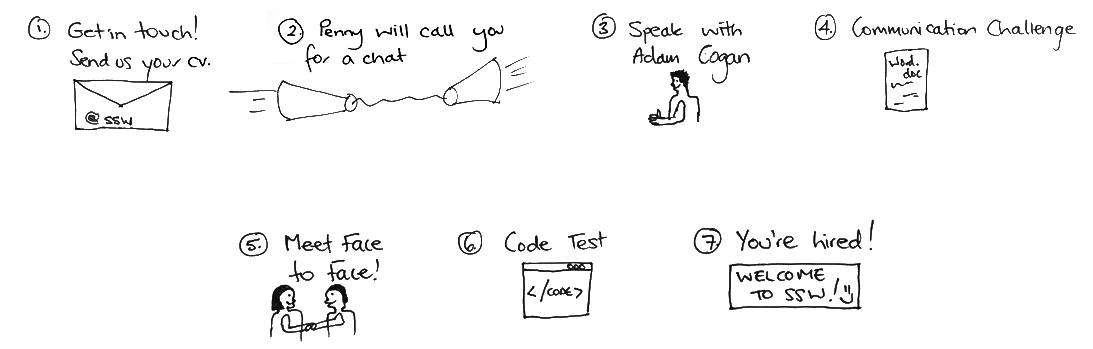 1. Get in touch!
Send us your cv.
@ SSW
2 Penny will call you
for a chat
3 Speak with
Adam Cogan
4. Communication Challenge
Word.
doc
5. Meet Face
to Face!
6. Code Test
</code>
7. You're hired!
WELCOME
TO SSW!